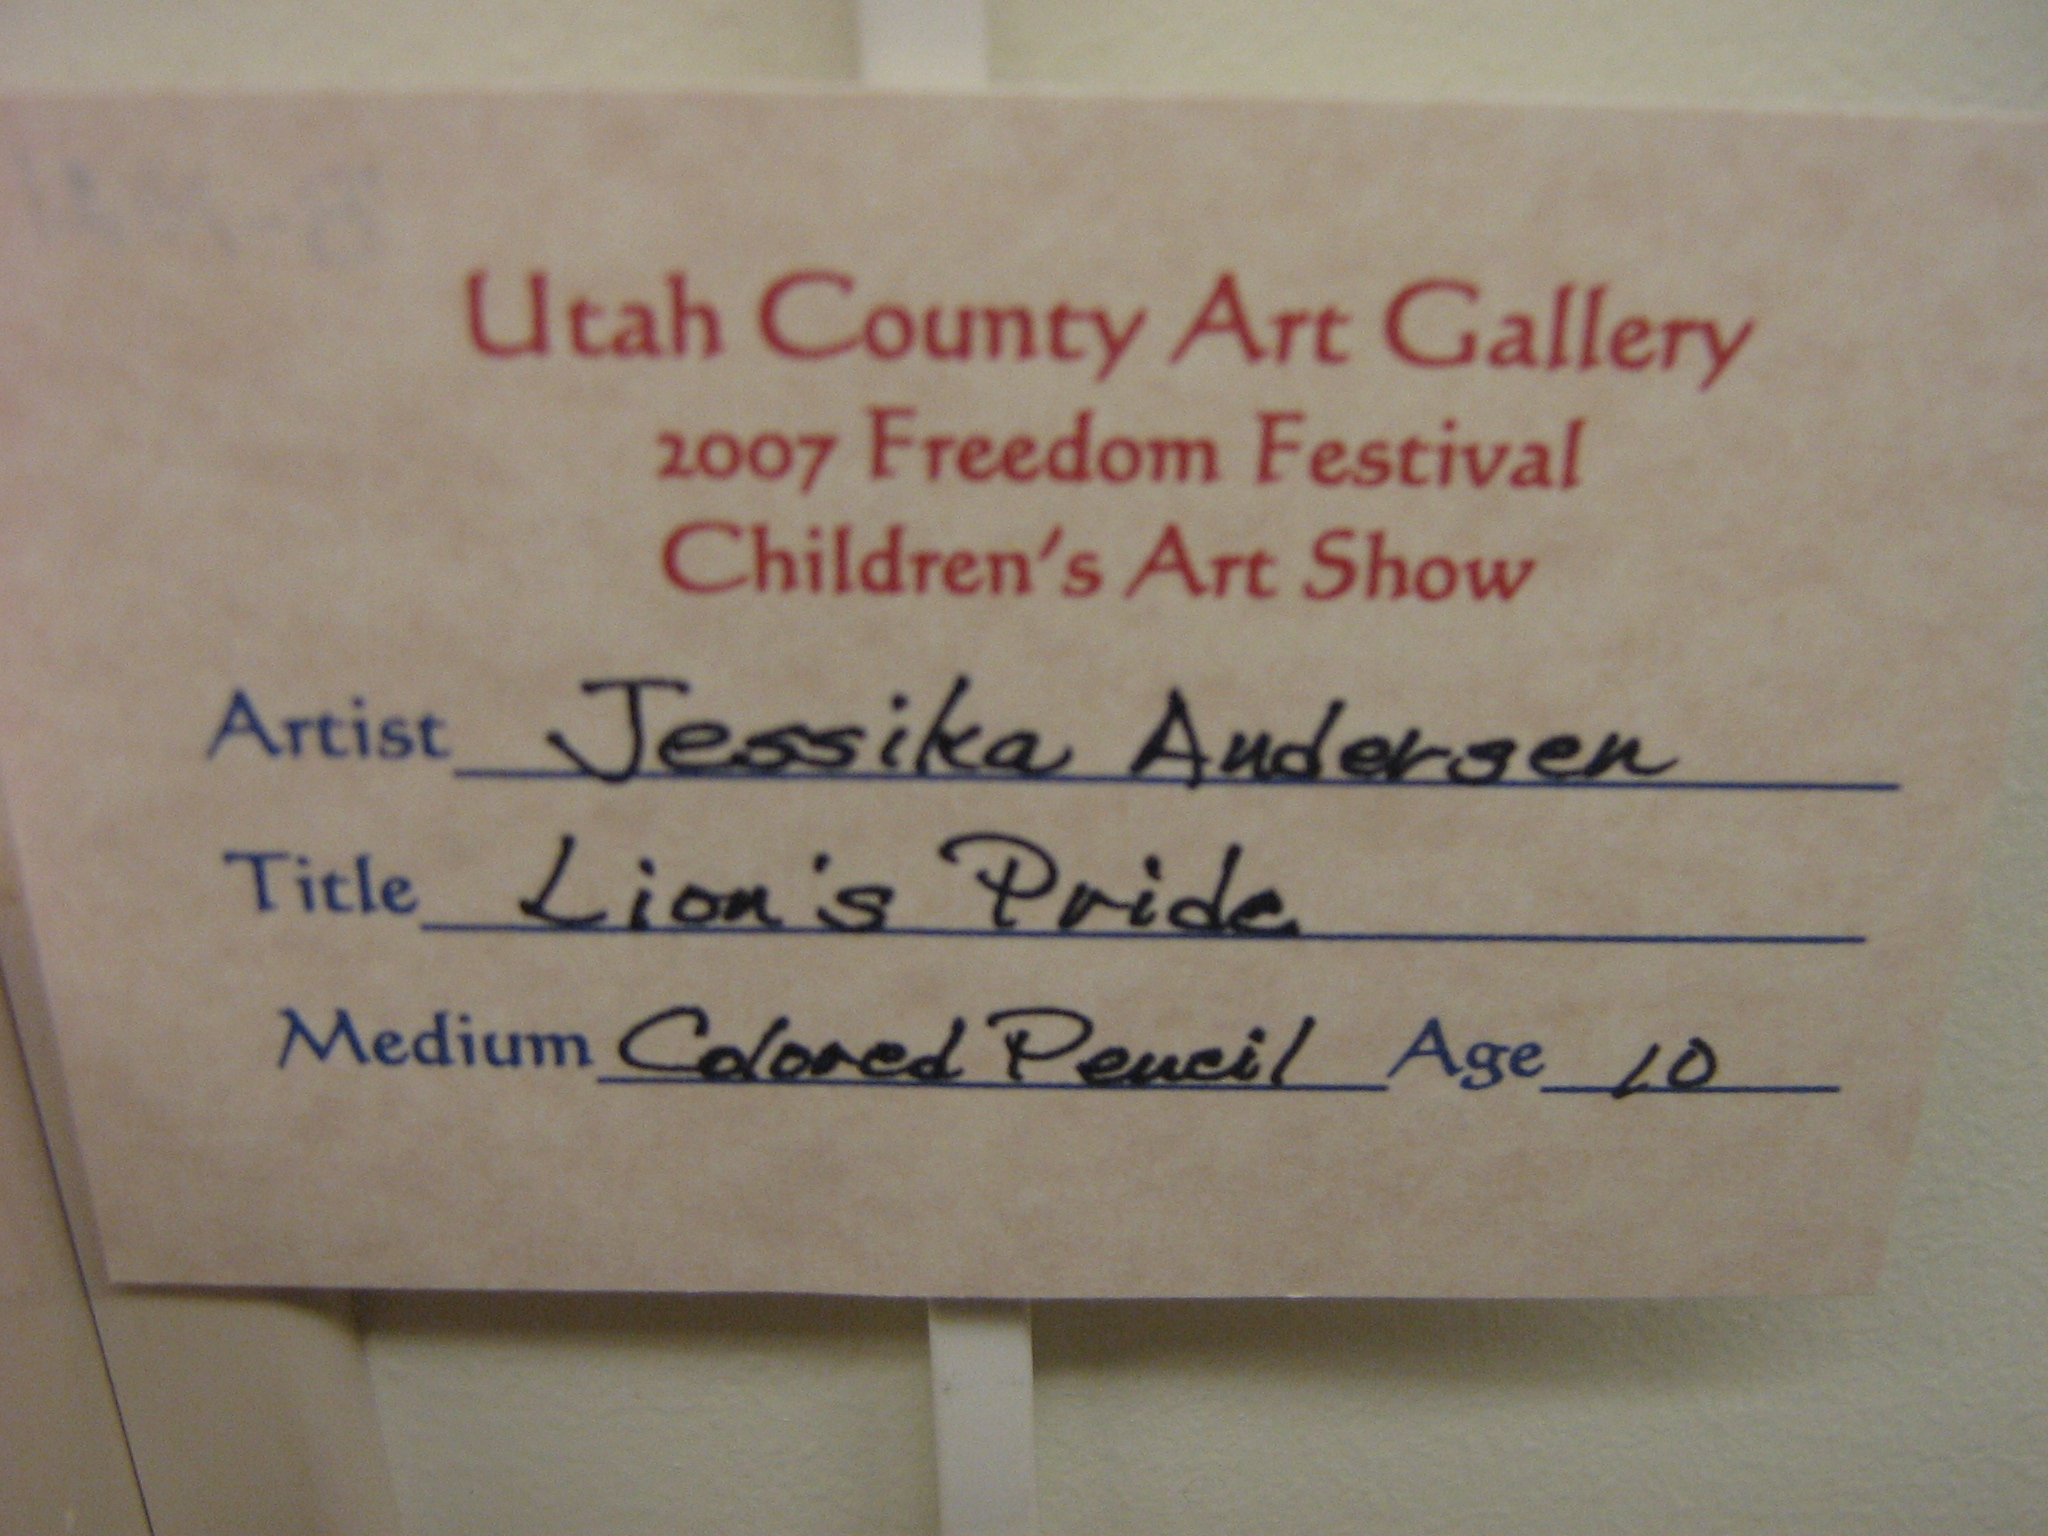 Utah County Art Gallery
2007 Freedom Festival
Children's Art Show
Artist Jessika Andersen
Title Lion's Pride
Medium Colored Pencil Age 10